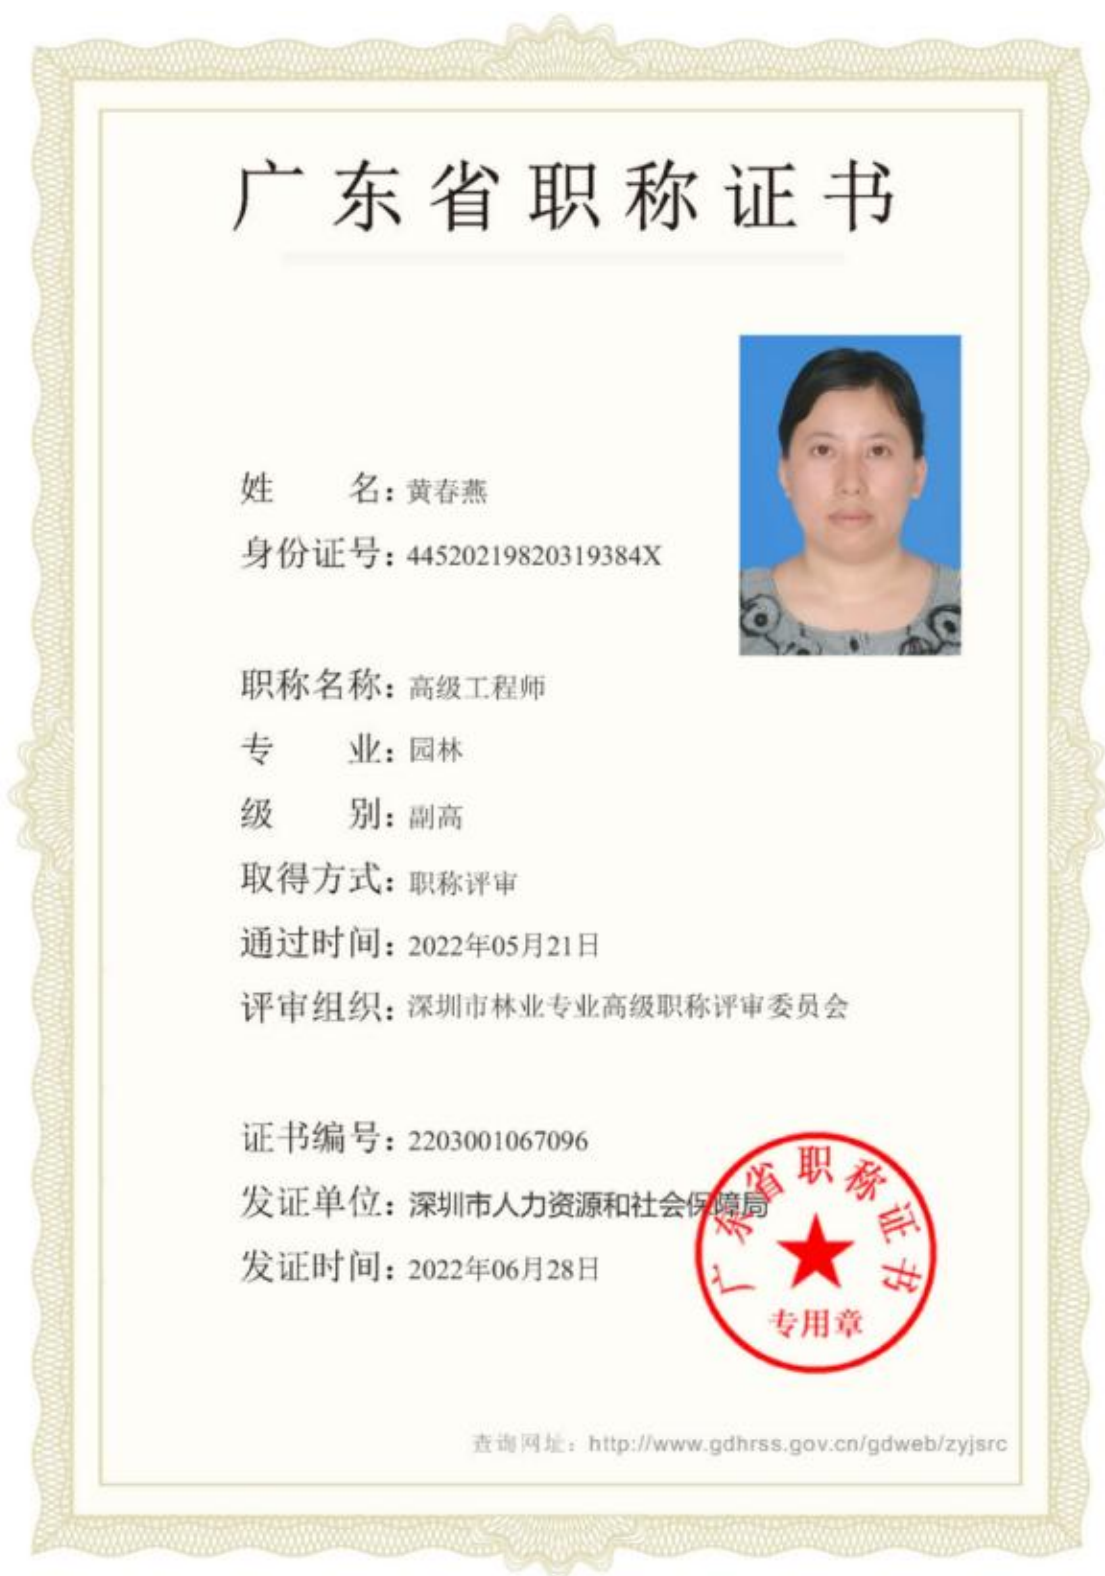 广东省职称证书
姓 名：黄春燕
身份证号：44520219820319384X
职称名称：高级工程师
专 业：园林
级 别：副高
取得方式：职称评审
通过时间：2022年05月21日
评审组织：深圳市林业专业高级职称评审委员会
证书编号：2203001067096
发证单位：深圳市人力资源和社会保障局
发证时间：2022年06月28日
广东省职称证书
专用章
查询网址：http://www.gdhrss.gov.cn/gdweb/zyjsrc